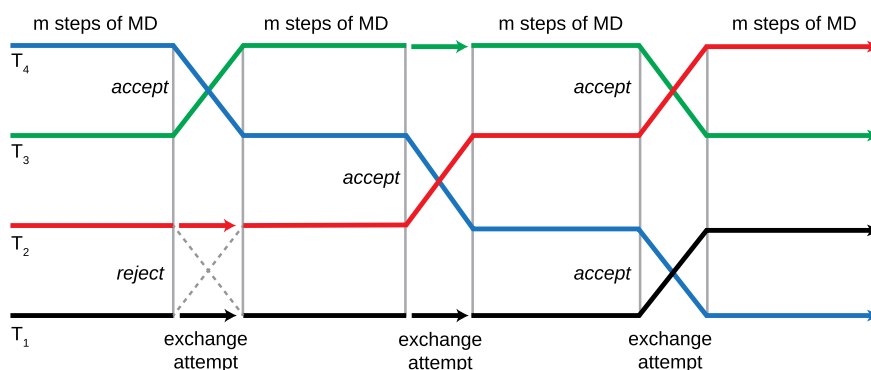 m steps of MD m steps of MD m steps of MD m steps of MD
T4
accept accept
T3
accept
T2
reject accept
T1
exchange attempt
exchange attempt
exchange attempt